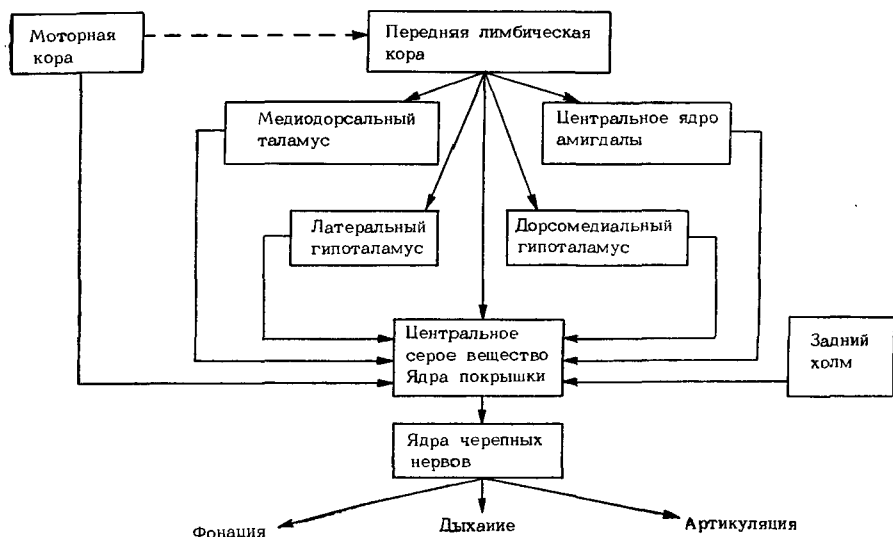 Моторная
кора
Передняя лимбическая
кора
Медиодорсальный
таламус
Центральное ядро
амигдалы
Латеральный
гипоталамус
Дорсомедиальный
гипоталамус
Центральное
серое вещество
Ядра покрышки
Задний
холм
Ядра черепных
нервов
Фонация
Дыхание
Артикуляция